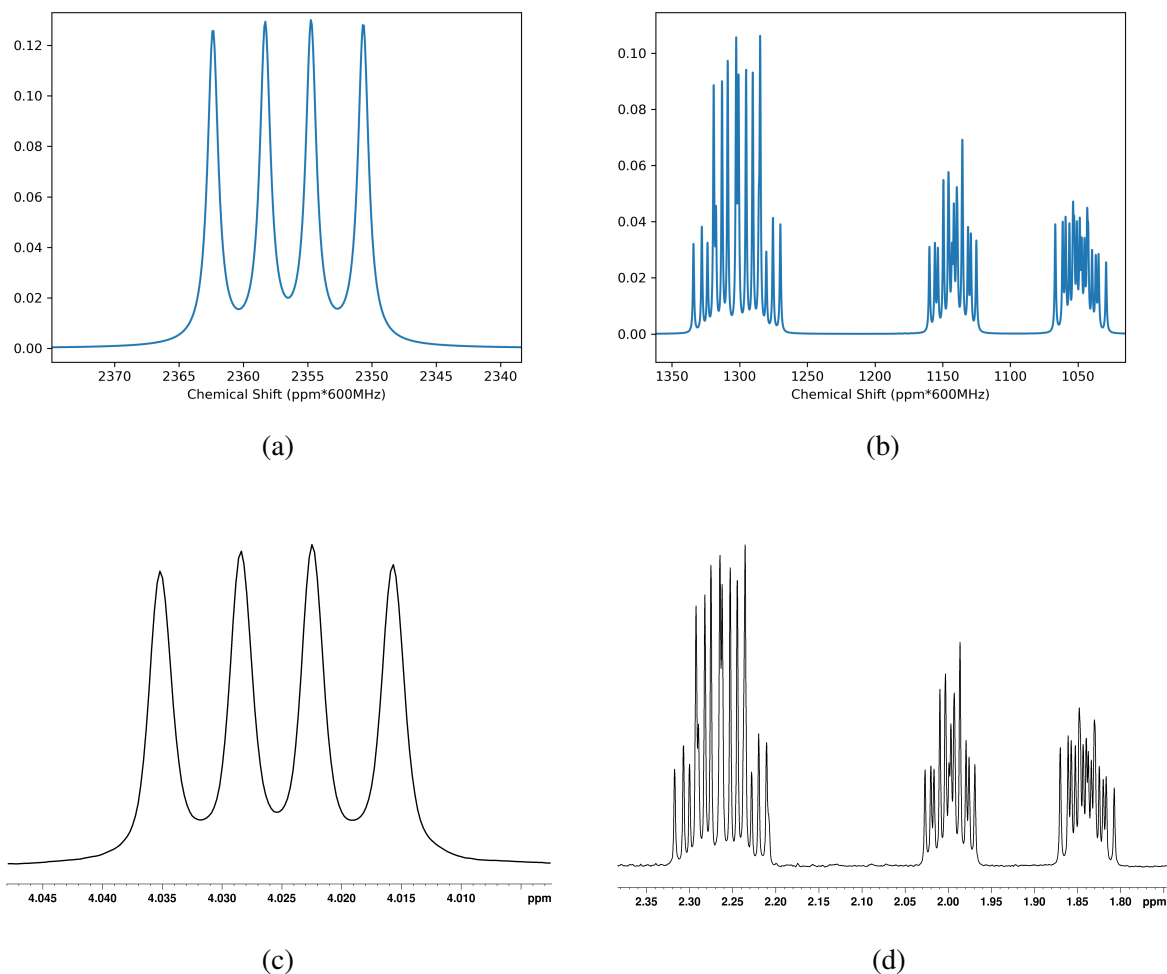 0.12
0.10
0.08
0.06
0.04
0.02
0.00
2370 2365 2360 2355 2350 2345 2340
Chemical Shift (ppm*600MHz)
(a)
0.10
0.08
0.06
0.04
0.02
0.00
1350 1300 1250 1200 1150 1100 1050
Chemical Shift (ppm*600MHz)
(b)
4.045 4.040 4.035 4.030 4.025 4.020 4.015 4.010 ppm
(c)
2.35 2.30 2.25 2.20 2.15 2.10 2.05 2.00 1.95 1.90 1.85 1.80 ppm
(d)